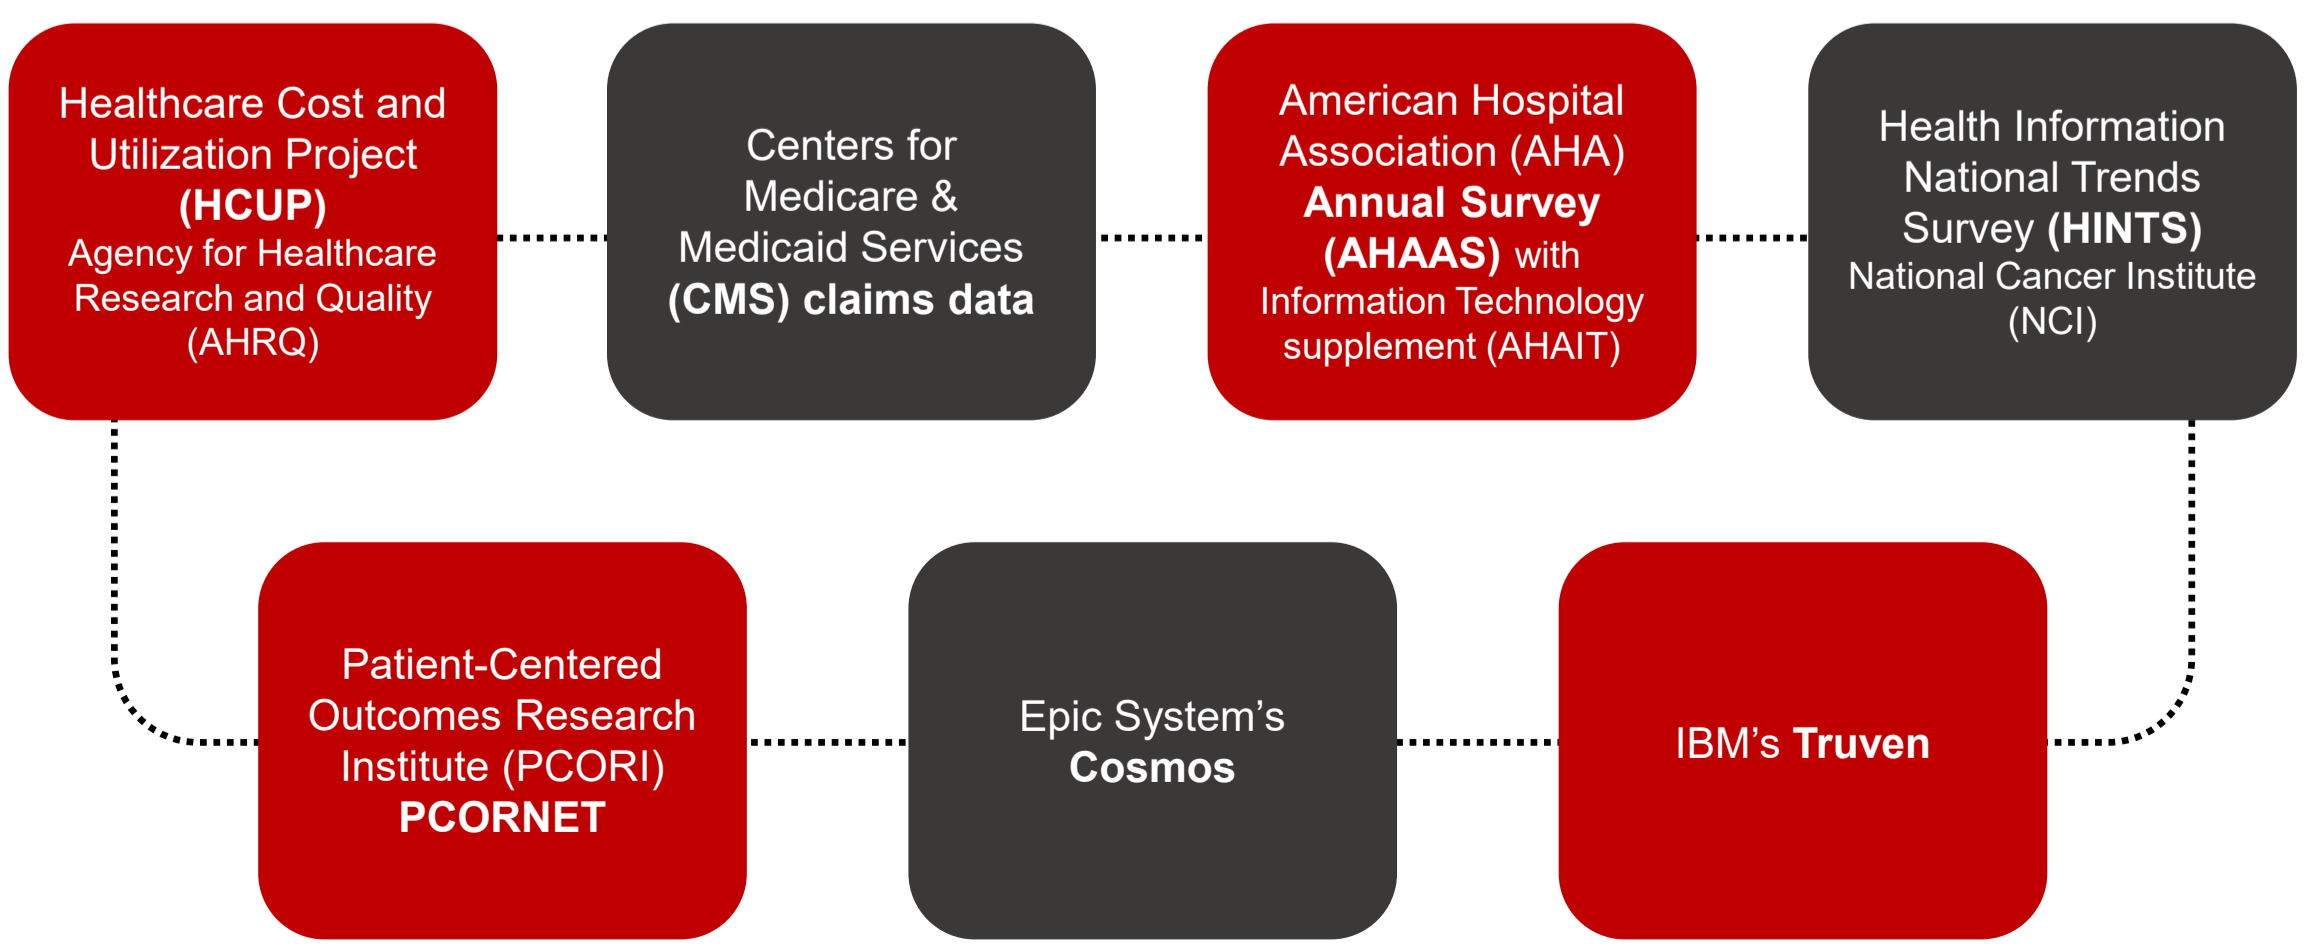 Healthcare Cost and
Utilization Project
(HCUP)
Agency for Healthcare
Research and Quality
(AHRQ)
Centers for
Medicare &
Medicaid Services
(CMS) claims data
American Hospital
Association (AHA)
Annual Survey
(AHAAS) with
Information Technology
supplement (AHAIT)
Health Information
National Trends
Survey (HINTS)
National Cancer Institute
(NCI)
Patient-Centered
Outcomes Research
Institute (PCORI)
PCORNET
Epic System’s
Cosmos
IBM’s Truven